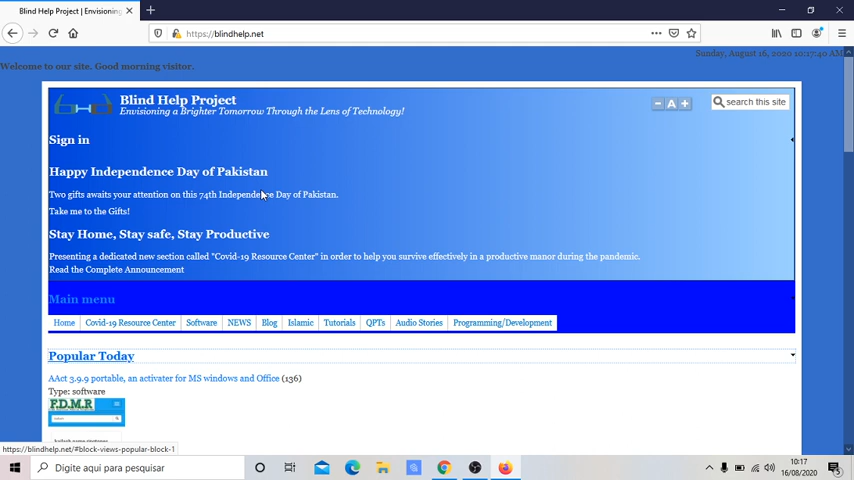 Blind Help Project | Envisioning
https://blindhelp.net
Sunday, August 16, 2020 10:17:40 AM
Welcome to our site. Good morning visitor.
Blind Help Project
Envisioning a Brighter Tomorrow Through the Lens of Technology!
− A +
search this site
Sign in
Happy Independence Day of Pakistan
Two gifts awaits your attention on this 74th Independence Day of Pakistan.
Take me to the Gifts!
Stay Home, Stay safe, Stay Productive
Presenting a dedicated new section called "Covid-19 Resource Center" in order to help you survive effectively in a productive manor during the pandemic.
Read the Complete Announcement
Main menu
Home Covid-19 Resource Center Software NEWS Blog Islamic Tutorials QPTs Audio Stories Programming/Development
Popular Today
AAct 3.9.9 portable, an activater for MS windows and Office (136)
Type: software
F.D.M.R
https://blindhelp.net/#block-views-popular-block-1
Digite aqui para pesquisar
10:17
16/08/2020
5